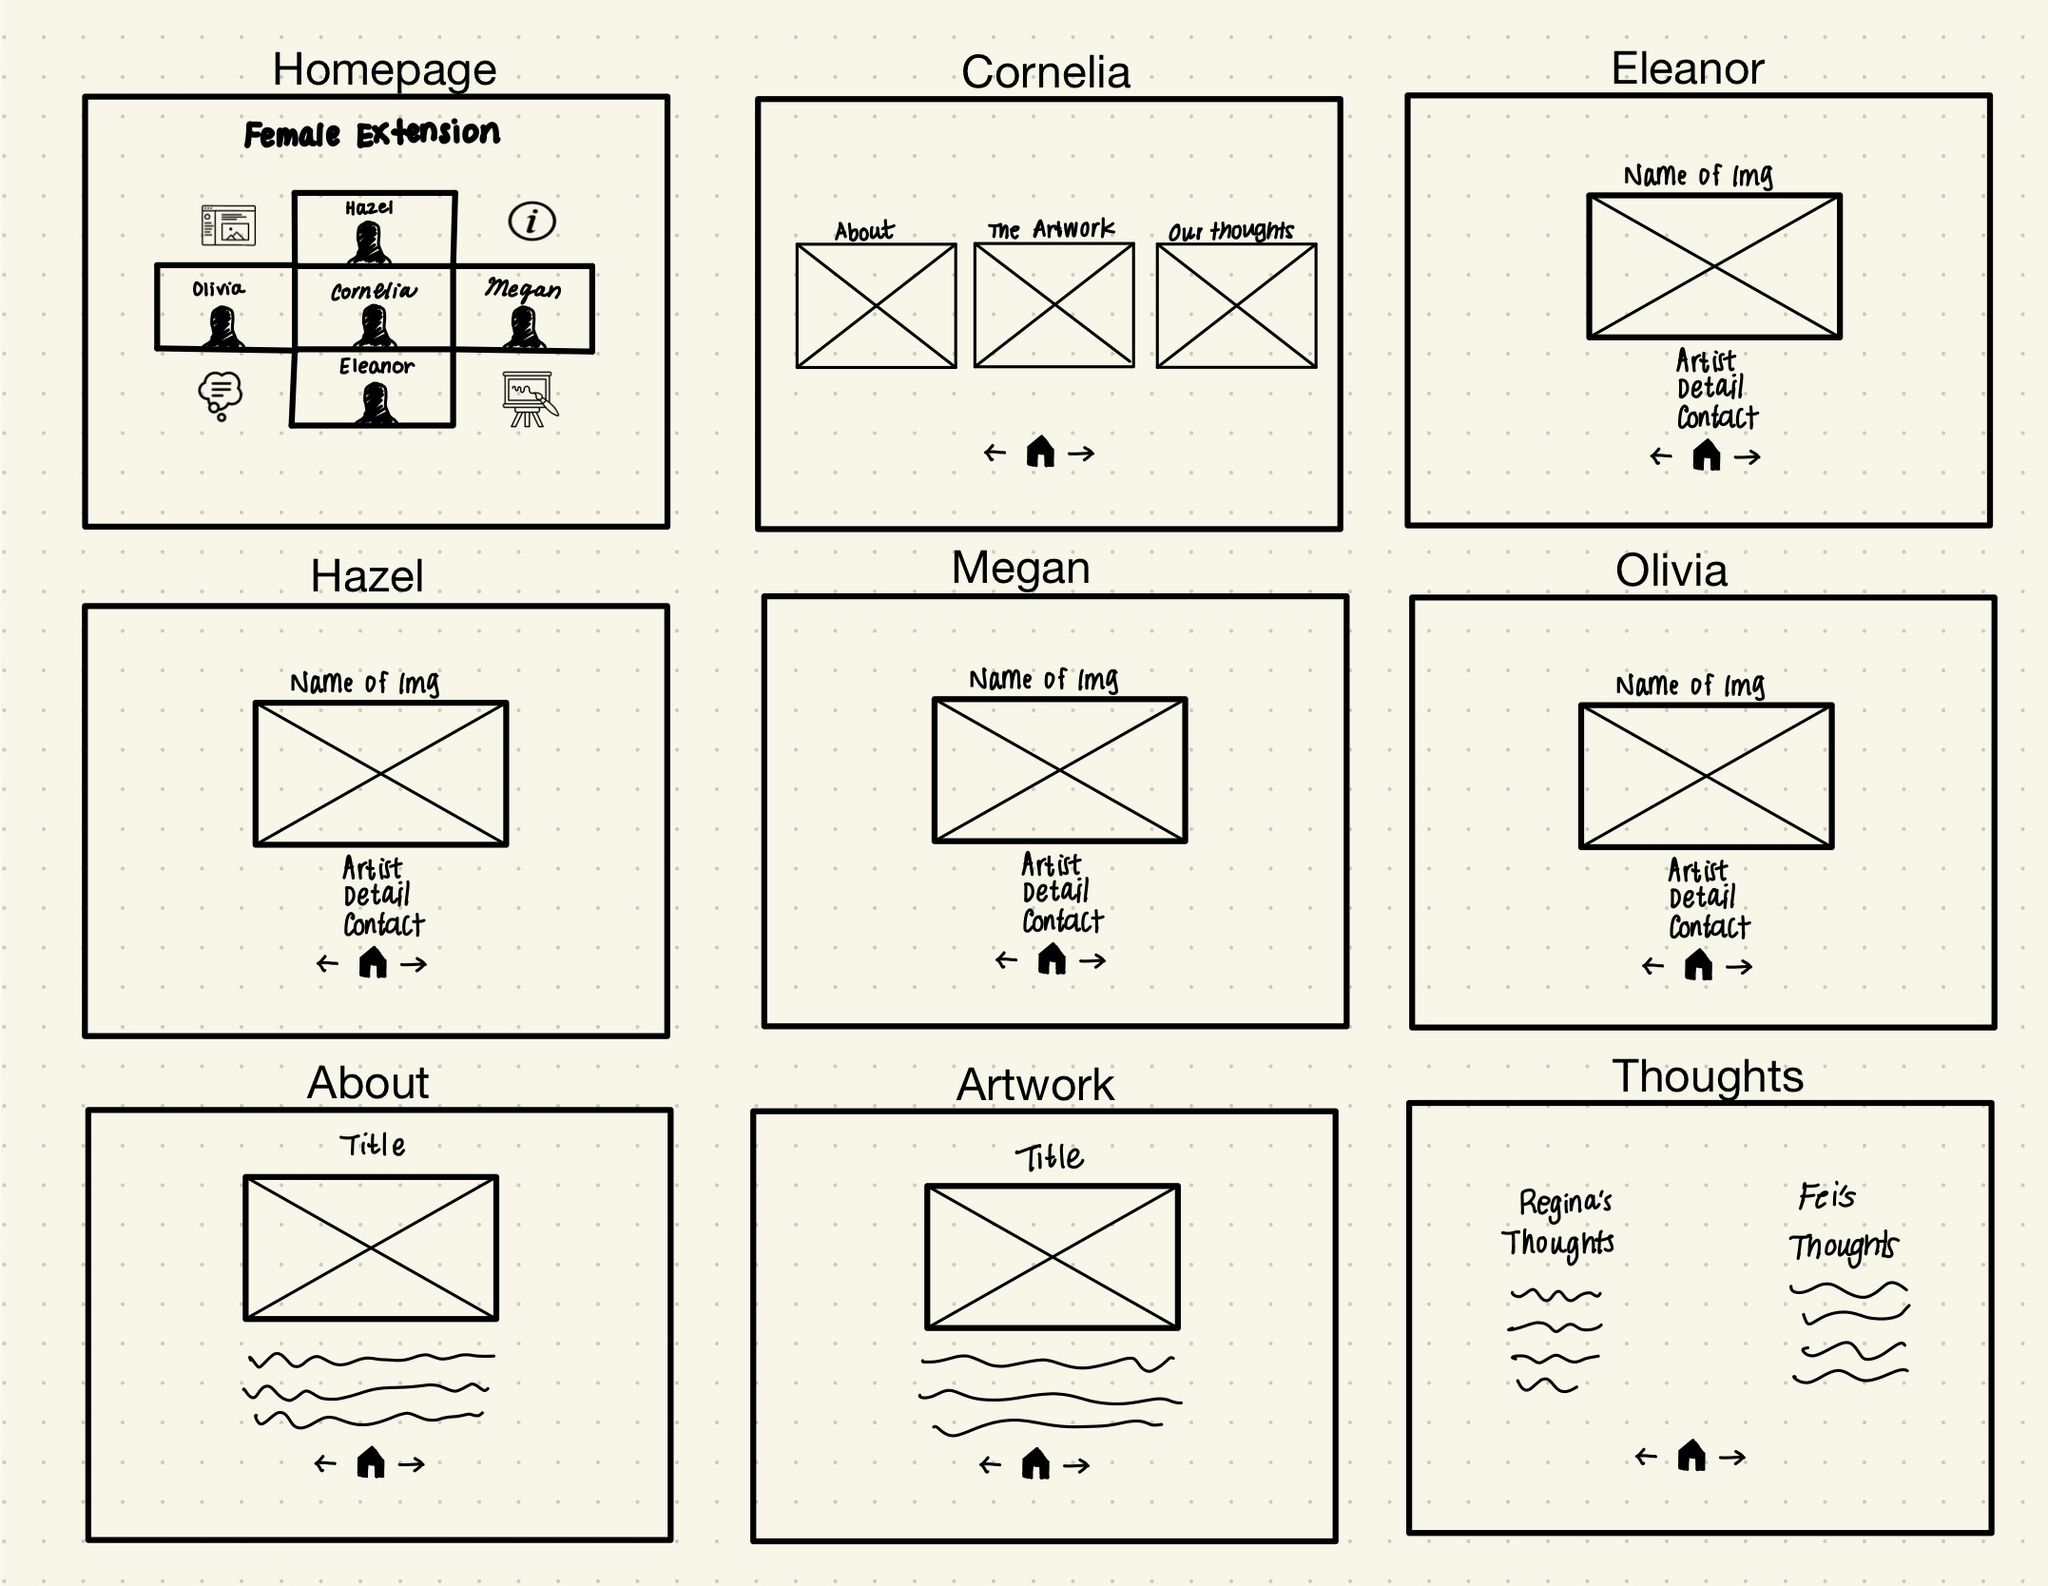 Homepage
Female Extension
Hazel
i
Olivia
Cornelia
Megan
Eleanor
Cornelia
About
The Artwork
Our thoughts
Eleanor
Name of Img
Artist
Detail
Contact
Hazel
Name of Img
Artist
Detail
Contact
Megan
Name of Img
Artist
Detail
Contact
Olivia
Name of Img
Artist
Detail
Contact
About
Title
Artwork
Title
Thoughts
Regina's
Thoughts
Fei's
Thoughts